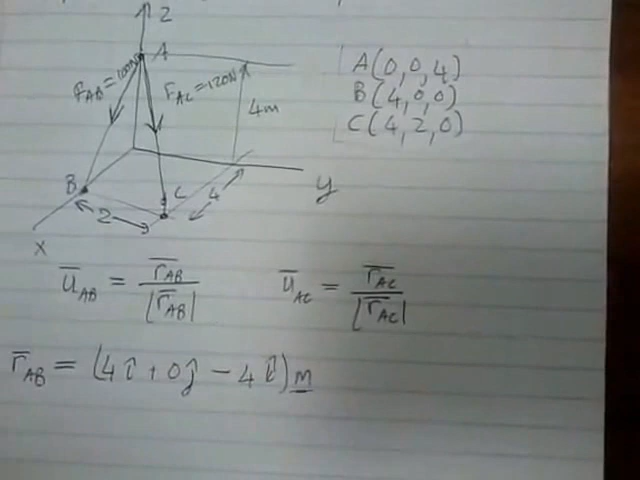 Z
A
F_AB = 100N
F_AC = 120N
4m
A(0,0,4)
B(4,0,0)
C(4,2,0)
B
C
2
4
y
x
ū_AB = r̄_AB / |r̄_AB|
ū_AC = r̄_AC / |r̄_AC|
r̄_AB = (4î + 0ĵ - 4k̂) m